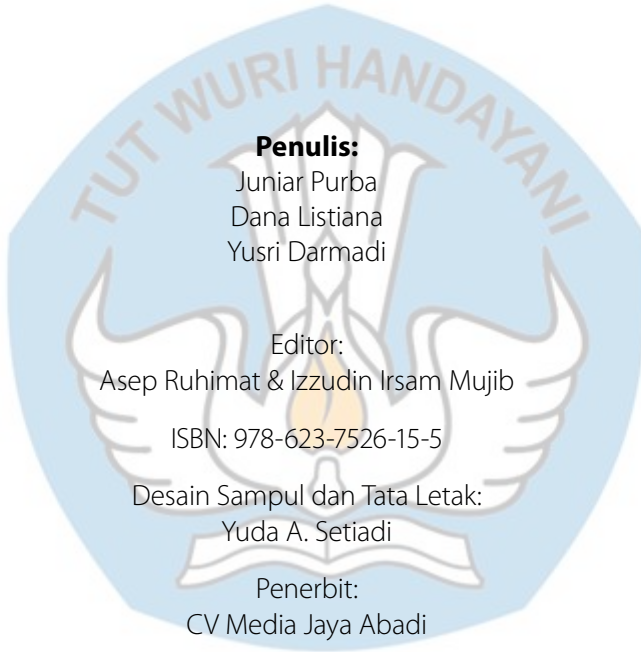 TUT WURI HANDAYANI
Penulis:
Juniar Purba
Dana Listiana
Yusri Darmadi
Editor:
Asep Ruhimat & Izzudin Irsam Mujib
ISBN: 978-623-7526-15-5
Desain Sampul dan Tata Letak:
Yuda A. Setiadi
Penerbit:
CV Media Jaya Abadi